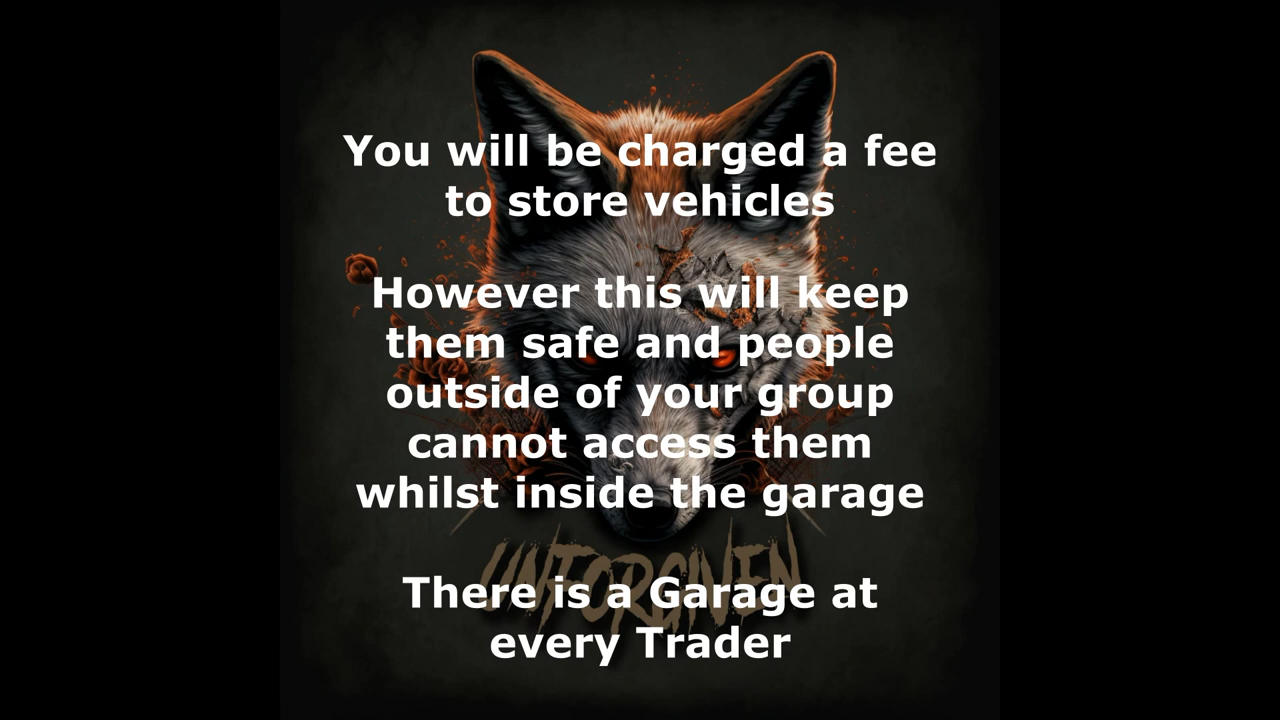 You will be charged a fee
to store vehicles
However this will keep
them safe and people
outside of your group
cannot access them
whilst inside the garage
UNFORGIVEN
There is a Garage at
every Trader